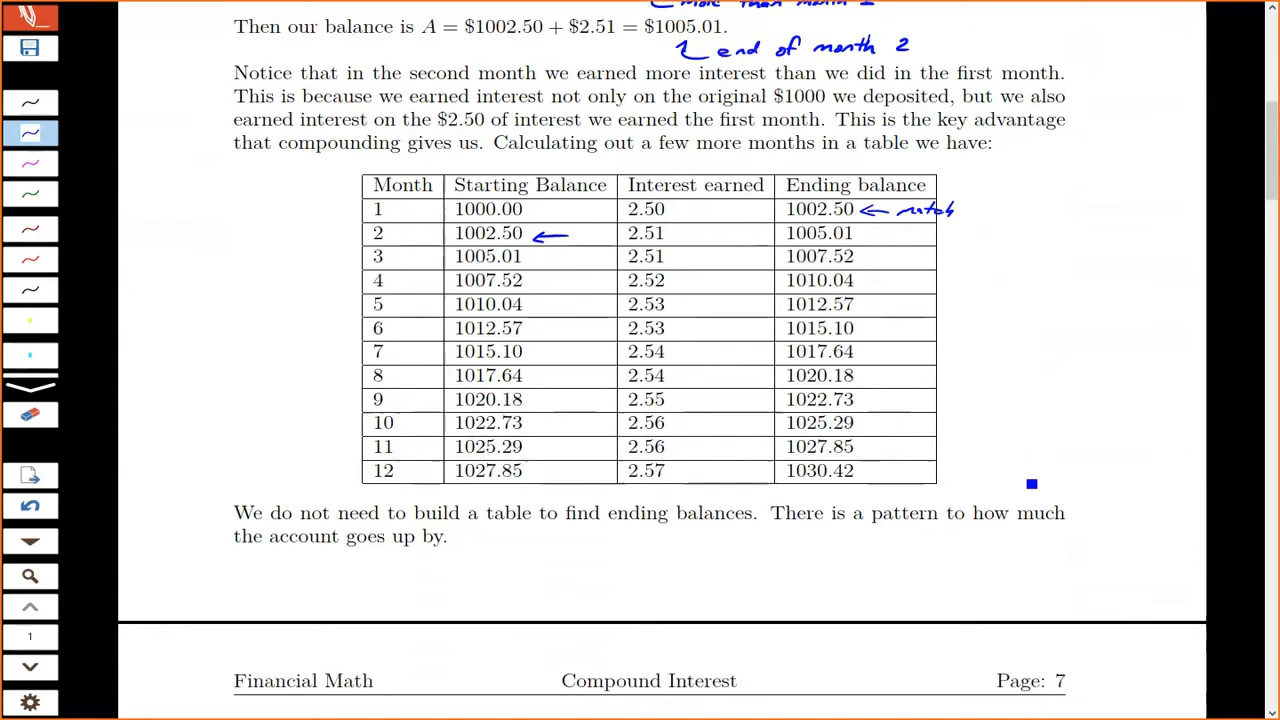 more than month
Then our balance is A = $1002.50 + $2.51 = $1005.01.
end of month 2
Notice that in the second month we earned more interest than we did in the first month.
This is because we earned interest not only on the original $1000 we deposited, but we also
earned interest on the $2.50 of interest we earned the first month. This is the key advantage
that compounding gives us. Calculating out a few more months in a table we have:
Month Starting Balance Interest earned Ending balance
1 1000.00 2.50 1002.50 ← match
2 1002.50 ← 2.51 1005.01
3 1005.01 2.51 1007.52
4 1007.52 2.52 1010.04
5 1010.04 2.53 1012.57
6 1012.57 2.53 1015.10
7 1015.10 2.54 1017.64
8 1017.64 2.54 1020.18
9 1020.18 2.55 1022.73
10 1022.73 2.56 1025.29
11 1025.29 2.56 1027.85
12 1027.85 2.57 1030.42
We do not need to build a table to find ending balances. There is a pattern to how much
the account goes up by.
1
Financial Math Compound Interest Page: 7